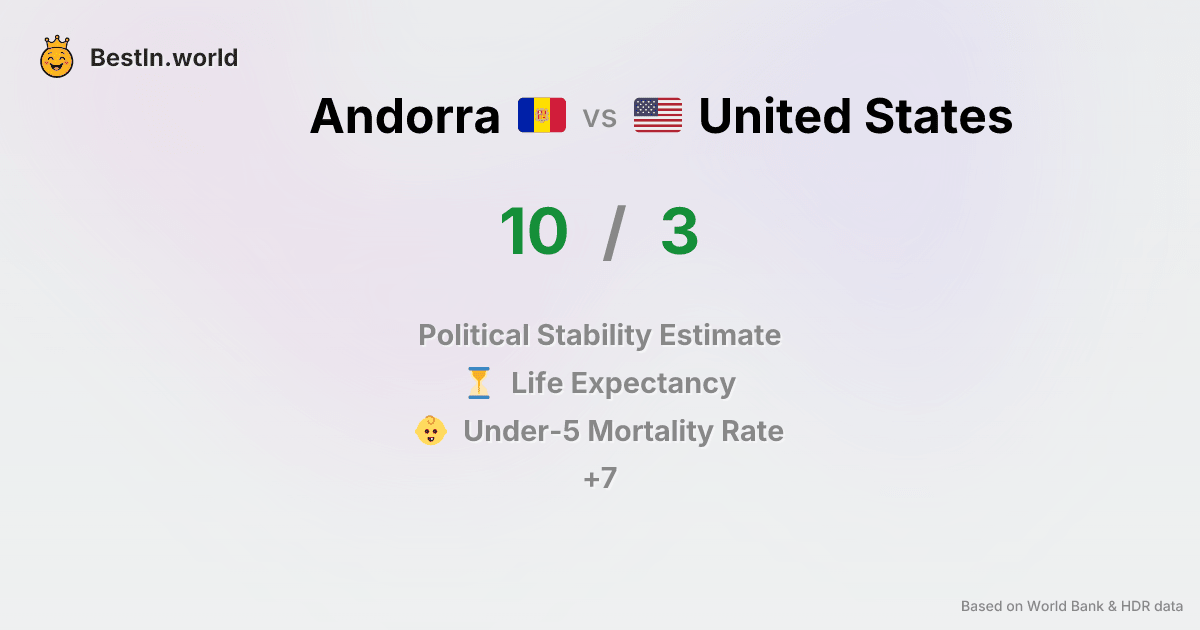 BestIn.world
Andorra vs United States
10 / 3
Political Stability Estimate
Life Expectancy
Under-5 Mortality Rate
+7
Based on World Bank & HDR data